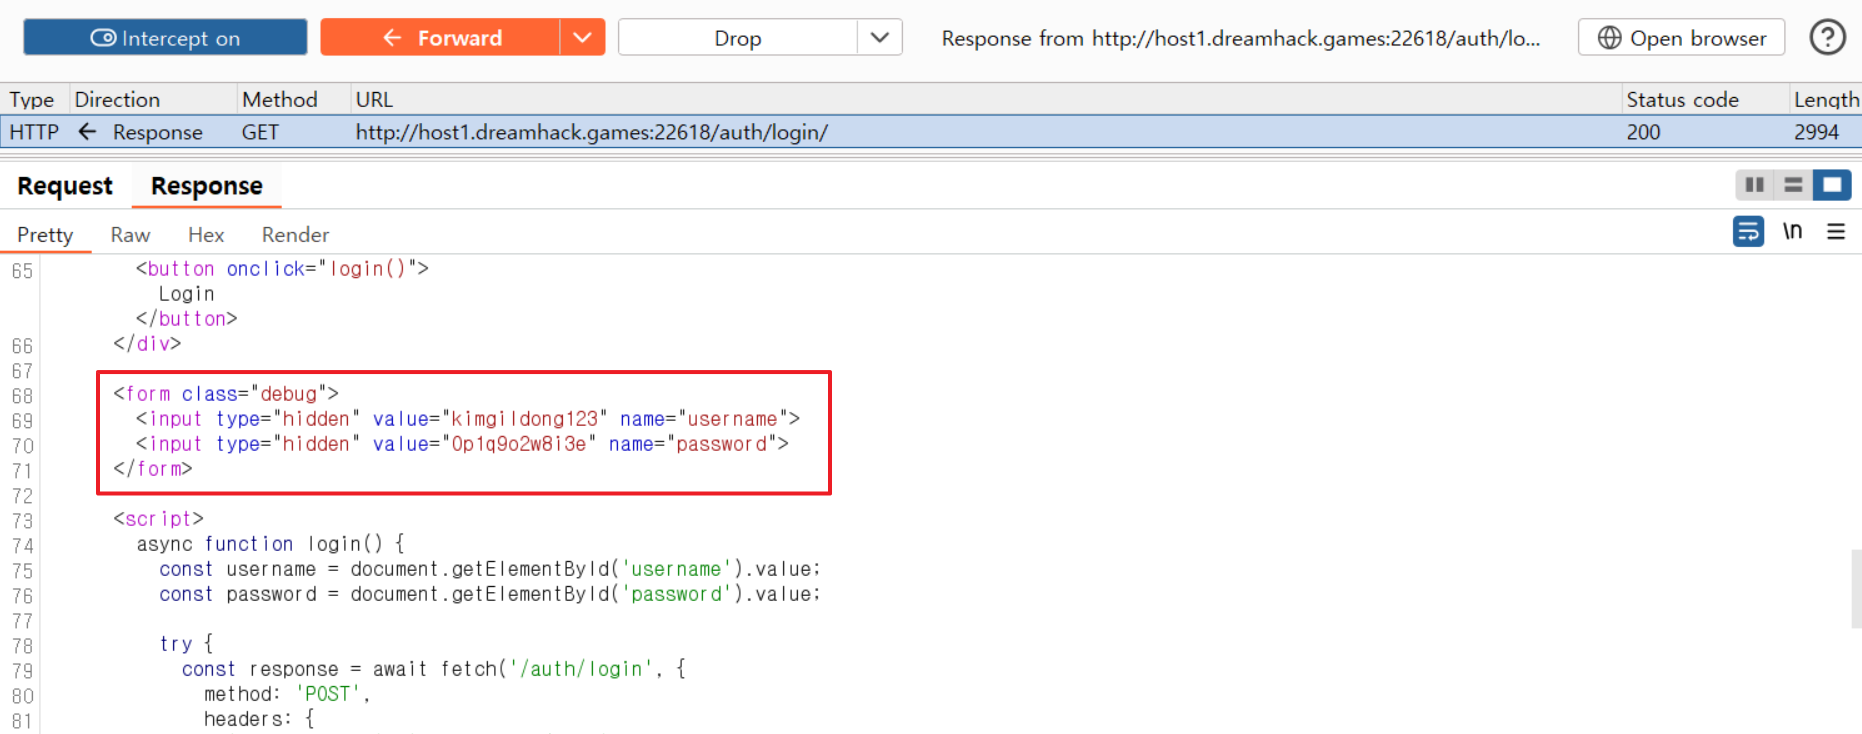 Intercept on
Forward
Drop
Response from http://host1.dreamhack.games:22618/auth/lo...
Open browser
?
Type Direction Method URL Status code Length
HTTP ← Response GET http://host1.dreamhack.games:22618/auth/login/ 200 2994
Request Response
Pretty Raw Hex Render \n
65 <button onclick="login()">
Login
</button>
66 </div>
67
68 <form class="debug">
69 <input type="hidden" value="kimgildong123" name="username">
70 <input type="hidden" value="0p1q9o2w8i3e" name="password">
71 </form>
72
73 <script>
74 async function login() {
75 const username = document.getElementById('username').value;
76 const password = document.getElementById('password').value;
77
78 try {
79 const response = await fetch('/auth/login', {
80 method: 'POST',
81 headers: {